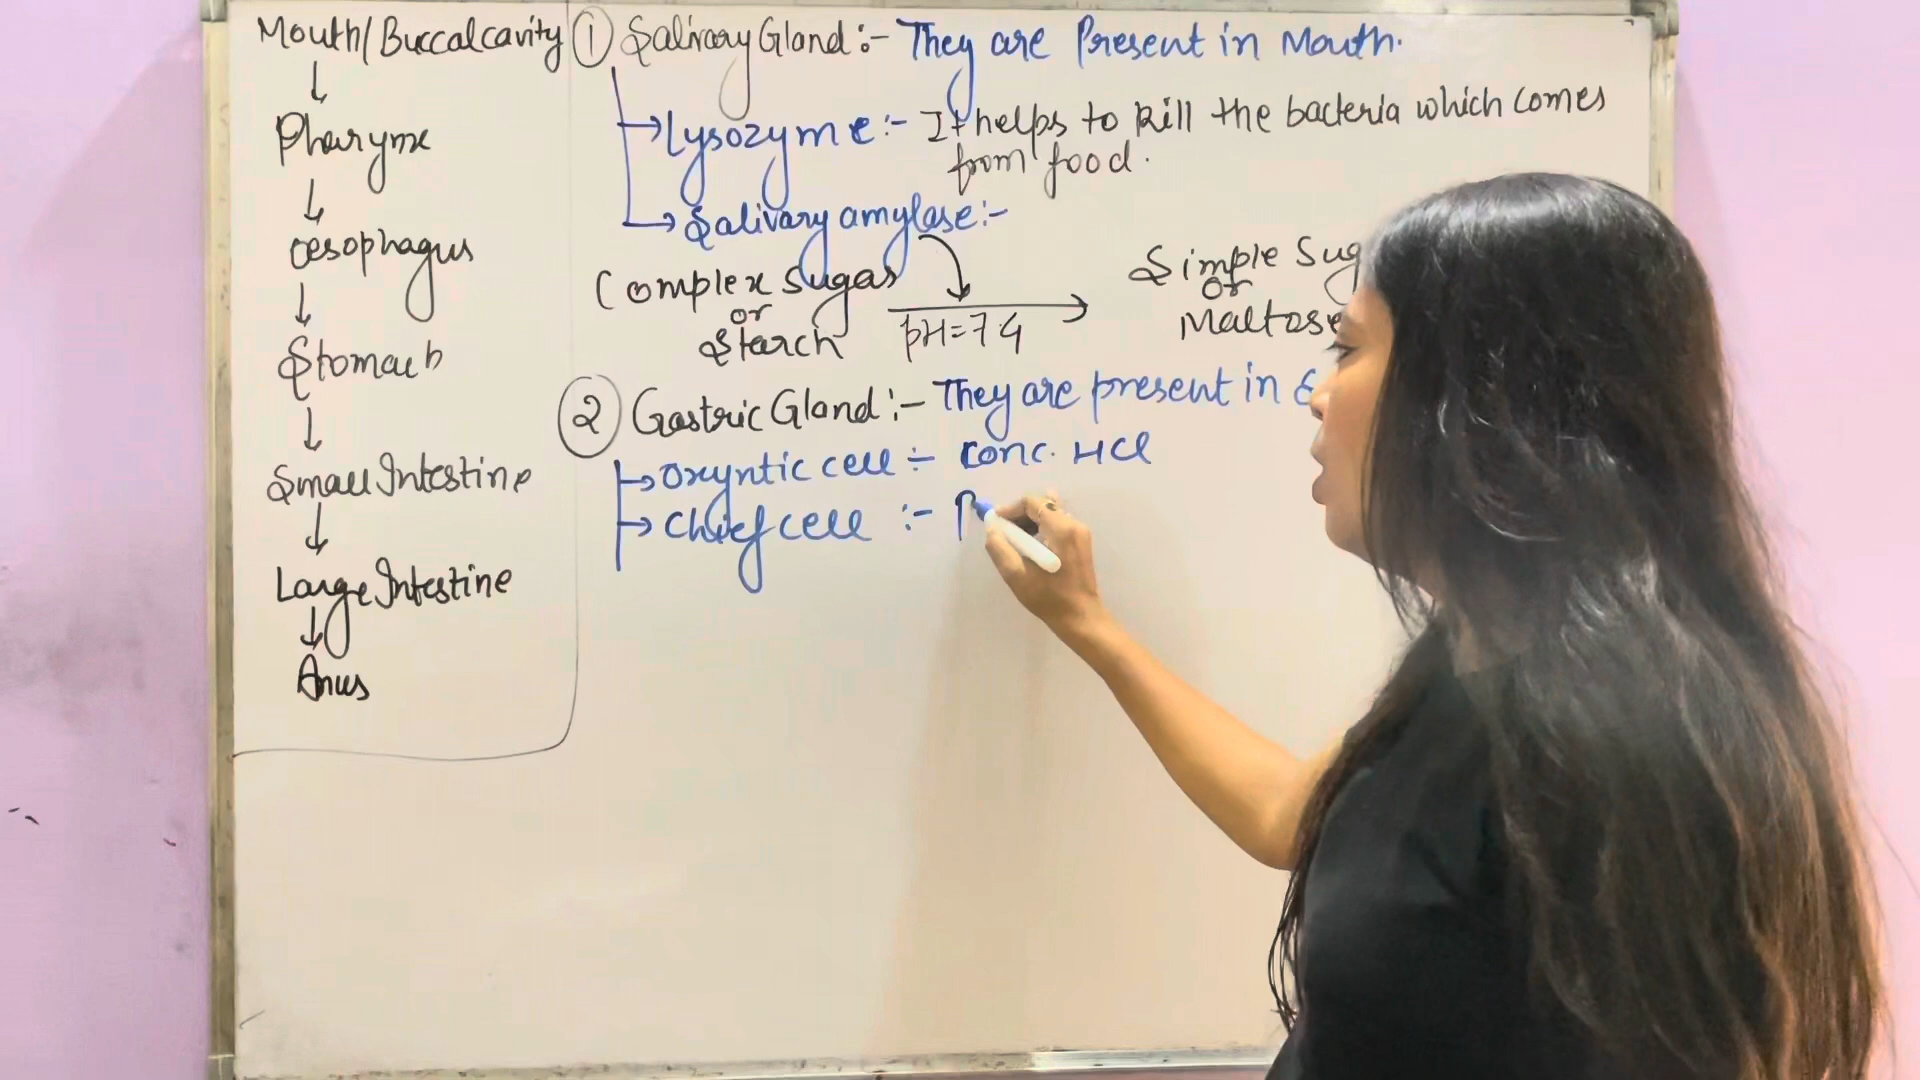 Mouth/Buccalcavity
↓
Pharynx
↓
Oesophagus
↓
Stomach
↓
Small Intestine
↓
Large Intestine
↓
Anus
① Salivary Gland :- They are Present in Mouth.
→ Lysozyme :- It helps to kill the bacteria which comes
from food.
→ Salivary amylase :-
Complex Sugar
or
Starch
pH=7.4
Simple Sug
or
Maltose
② Gastric Gland :- They are present in
→ Oxyntic cell :- Conc. HCl
→ Chief cell :- P